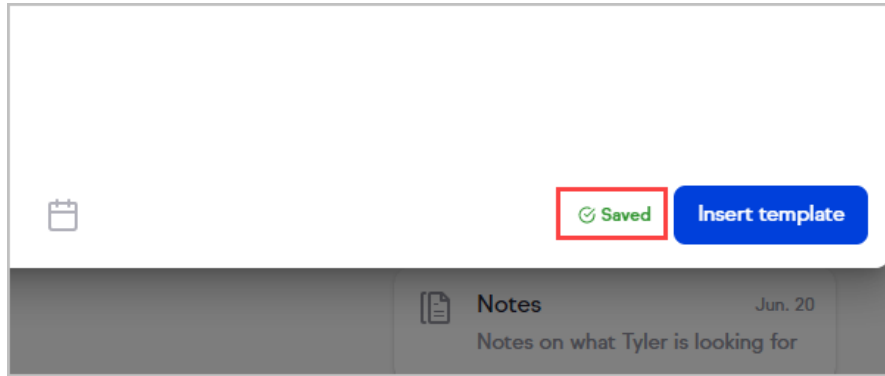 Saved
Insert template
Notes
Jun. 20
Notes on what Tyler is looking for